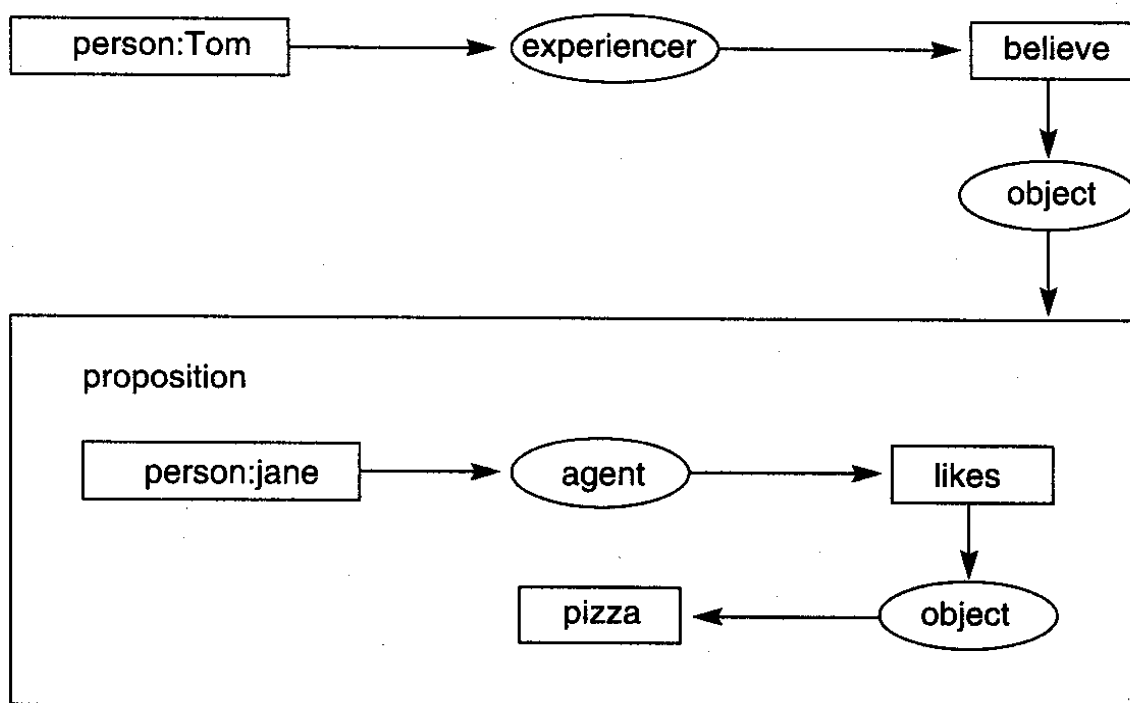 person:Tom
experiencer
believe
object
proposition
person:jane
agent
likes
pizza
object